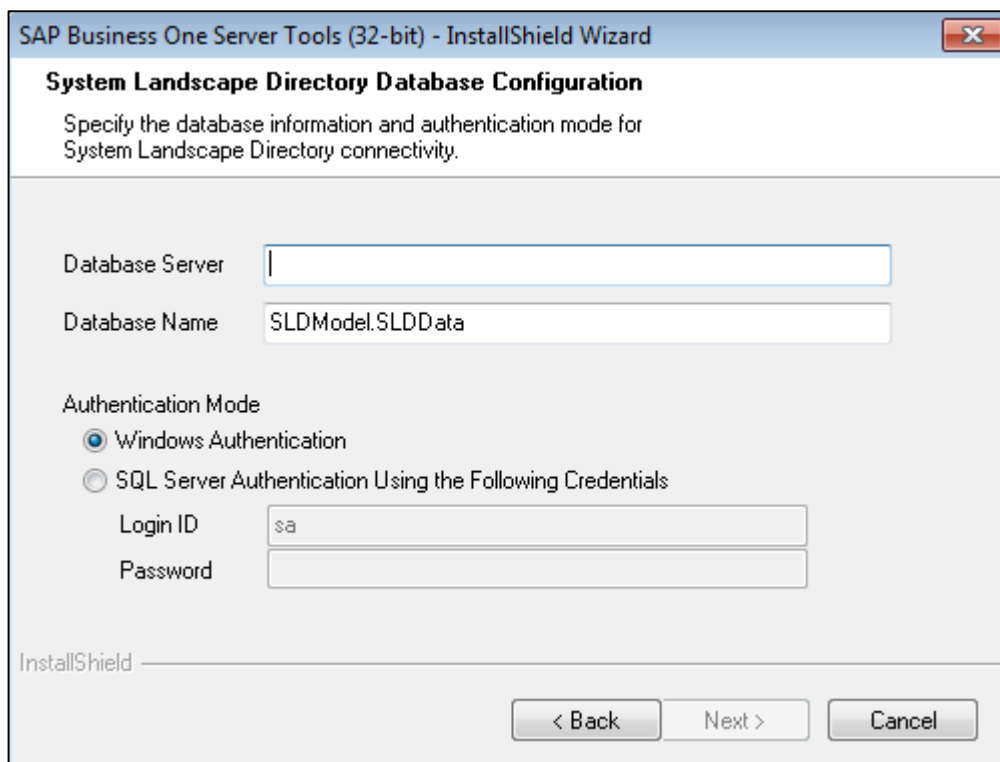 SAP Business One Server Tools (32-bit) - InstallShield Wizard
System Landscape Directory Database Configuration
Specify the database information and authentication mode for
System Landscape Directory connectivity.
Database Server
Database Name SLDModel.SLDData
Authentication Mode
Windows Authentication
SQL Server Authentication Using the Following Credentials
Login ID sa
Password
InstallShield
< Back Next > Cancel